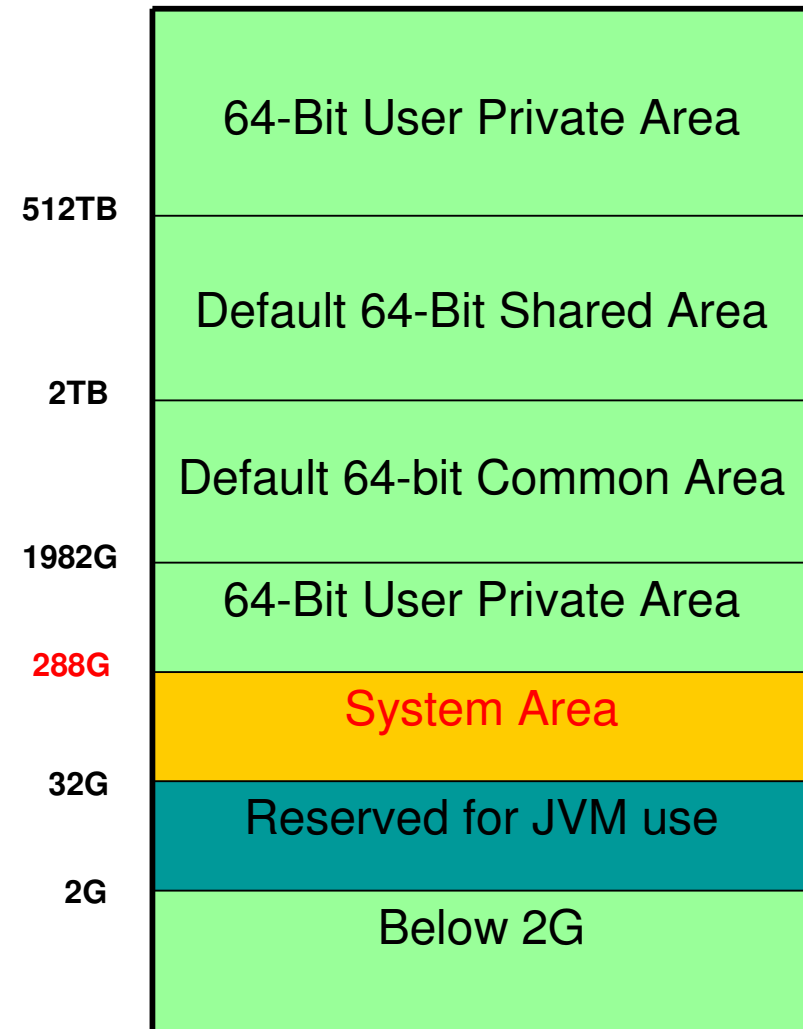 64-Bit User Private Area
512TB
Default 64-Bit Shared Area
2TB
Default 64-bit Common Area
1982G
64-Bit User Private Area
288G
System Area
32G
Reserved for JVM use
2G
Below 2G